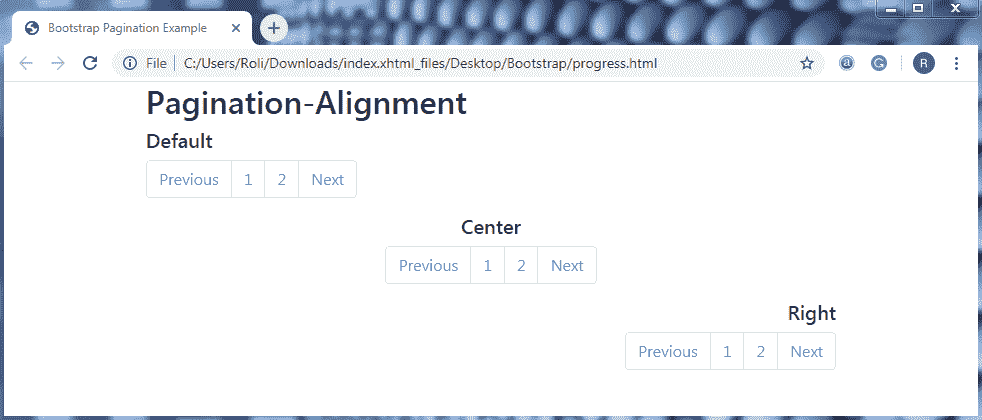 Bootstrap Pagination Example
File C:/Users/Roli/Downloads/index.xhtml_files/Desktop/Bootstrap/progress.html
a G R
Pagination-Alignment
Default
Previous 1 2 Next
Center
Previous 1 2 Next
Right
Previous 1 2 Next